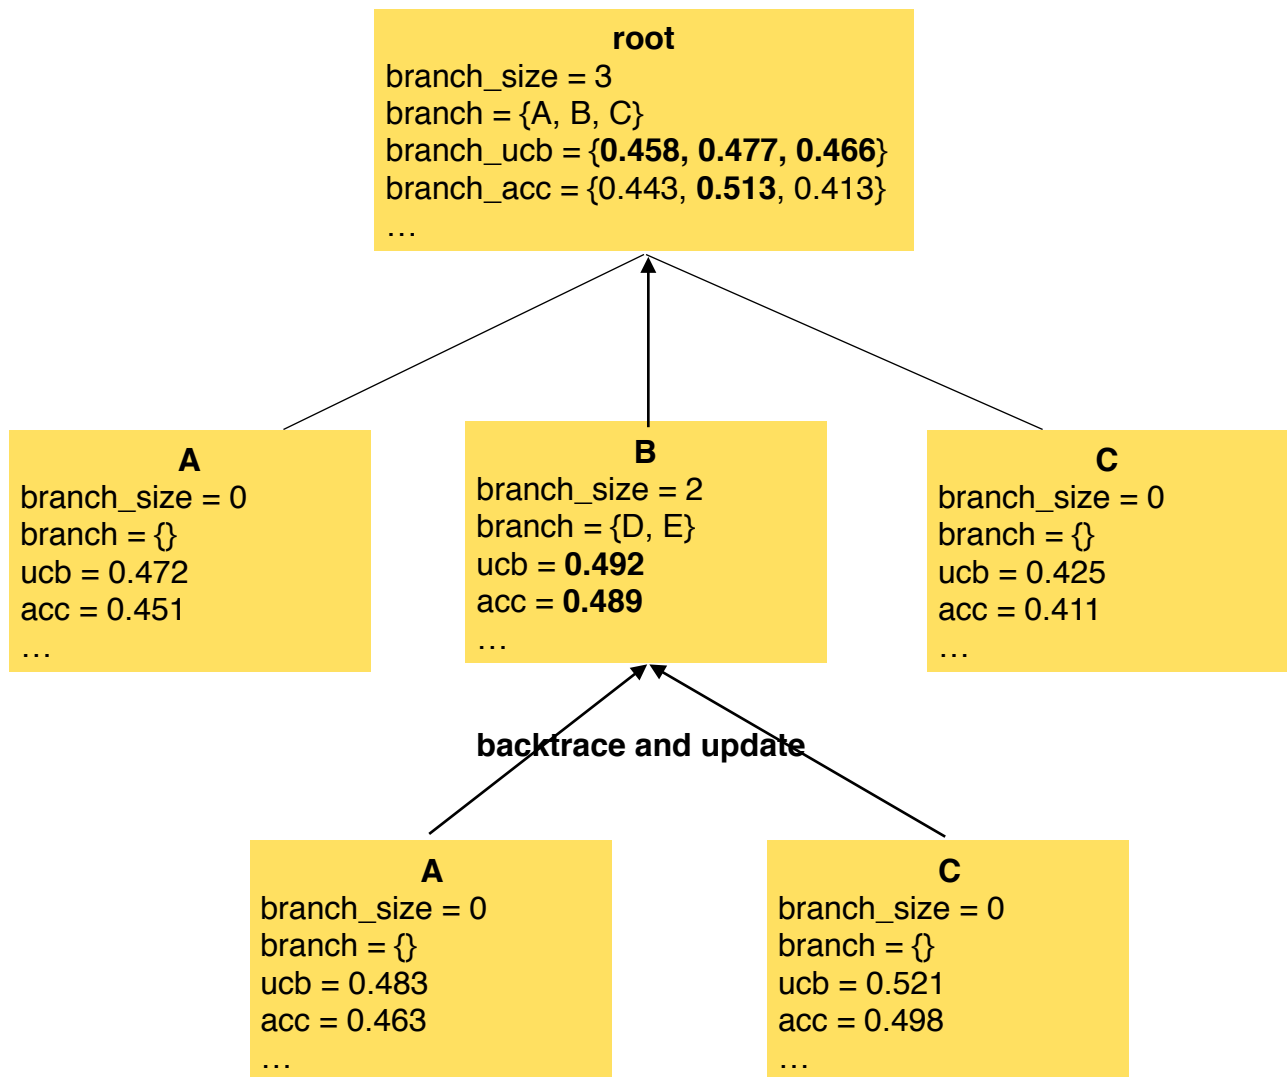 root
branch_size = 3
branch = {A, B, C}
branch_ucb = {0.458, 0.477, 0.466}
branch_acc = {0.443, 0.513, 0.413}
…
A
branch_size = 0
branch = {}
ucb = 0.472
acc = 0.451
…
B
branch_size = 2
branch = {D, E}
ucb = 0.492
acc = 0.489
…
C
branch_size = 0
branch = {}
ucb = 0.425
acc = 0.411
…
backtrace and update
A
branch_size = 0
branch = {}
ucb = 0.483
acc = 0.463
…
C
branch_size = 0
branch = {}
ucb = 0.521
acc = 0.498
…